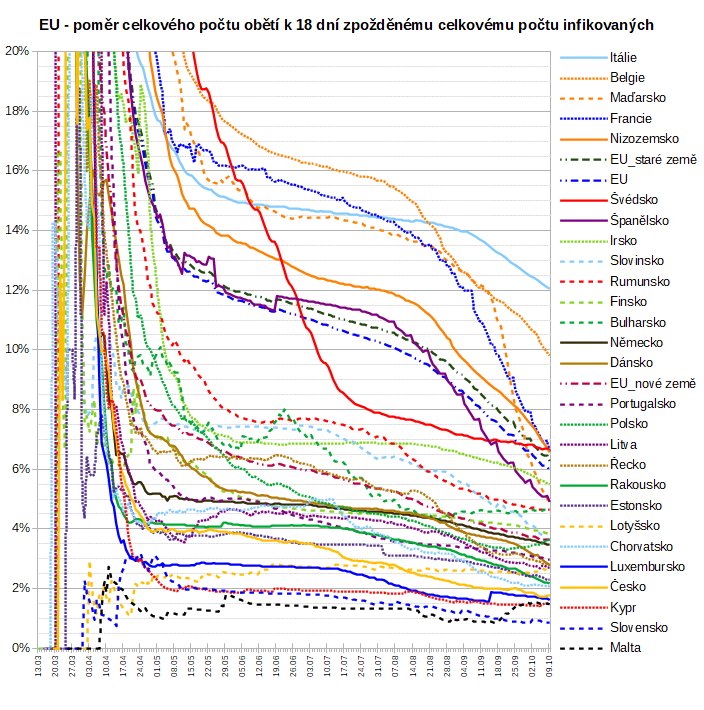 EU - poměr celkového počtu obětí k 18 dní zpožděnému celkovému počtu infikovaných
20%
18%
16%
14%
12%
10%
8%
6%
4%
2%
0%
13.03
20.03
27.03
03.04
10.04
17.04
24.04
01.05
08.05
15.05
22.05
29.05
05.06
12.06
19.06
26.06
03.07
10.07
17.07
24.07
31.07
07.08
14.08
21.08
28.08
04.09
11.09
18.09
25.09
02.10
09.10
Itálie
Belgie
Maďarsko
Francie
Nizozemsko
EU_staré země
EU
Švédsko
Španělsko
Irsko
Slovinsko
Rumunsko
Finsko
Bulharsko
Německo
Dánsko
EU_nové země
Portugalsko
Polsko
Litva
Řecko
Rakousko
Estonsko
Lotyšsko
Chorvatsko
Luxembursko
Česko
Kypr
Slovensko
Malta